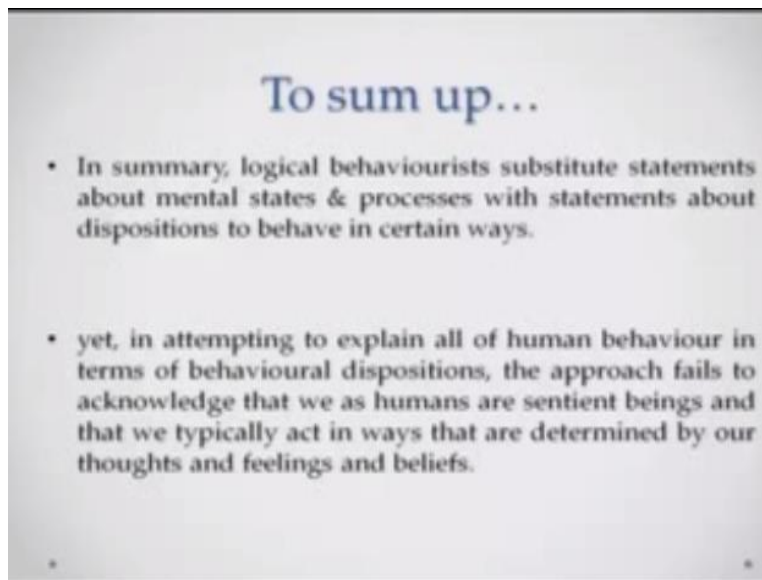 To sum up...
• In summary, logical behaviourists substitute statements
about mental states & processes with statements about
dispositions to behave in certain ways.
• yet, in attempting to explain all of human behaviour in
terms of behavioural dispositions, the approach fails to
acknowledge that we as humans are sentient beings and
that we typically act in ways that are determined by our
thoughts and feelings and beliefs.